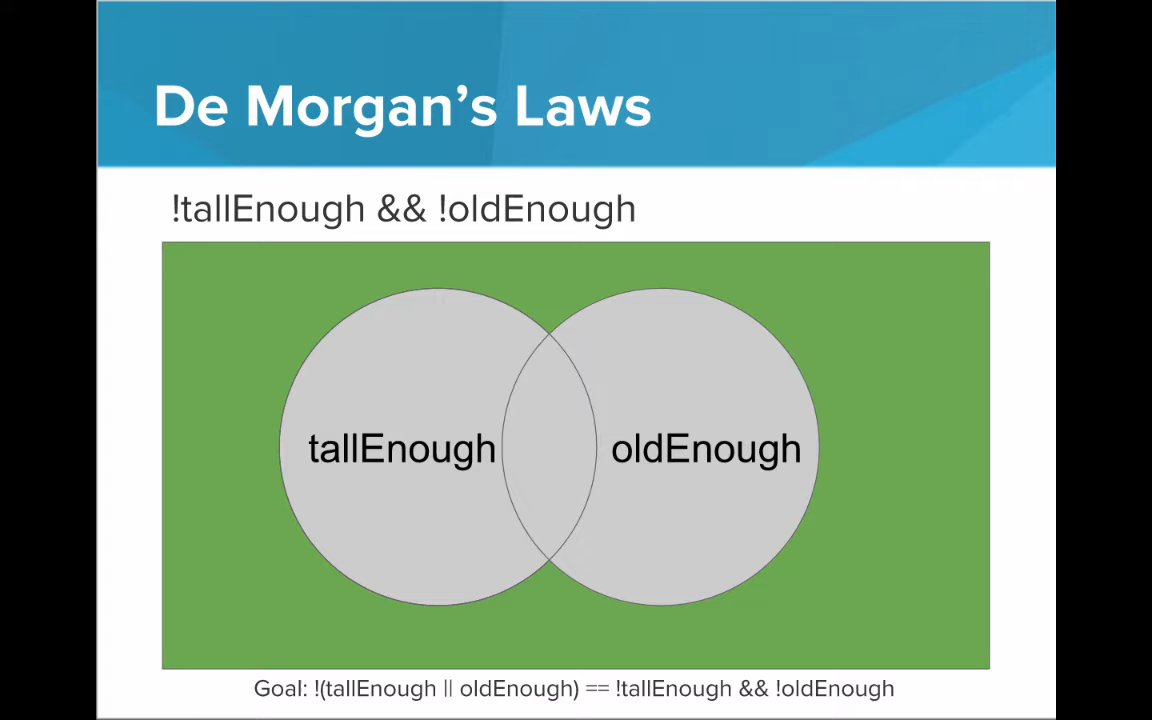 De Morgan’s Laws
!tallEnough && !oldEnough
tallEnough
oldEnough
Goal: !(tallEnough || oldEnough) == !tallEnough && !oldEnough